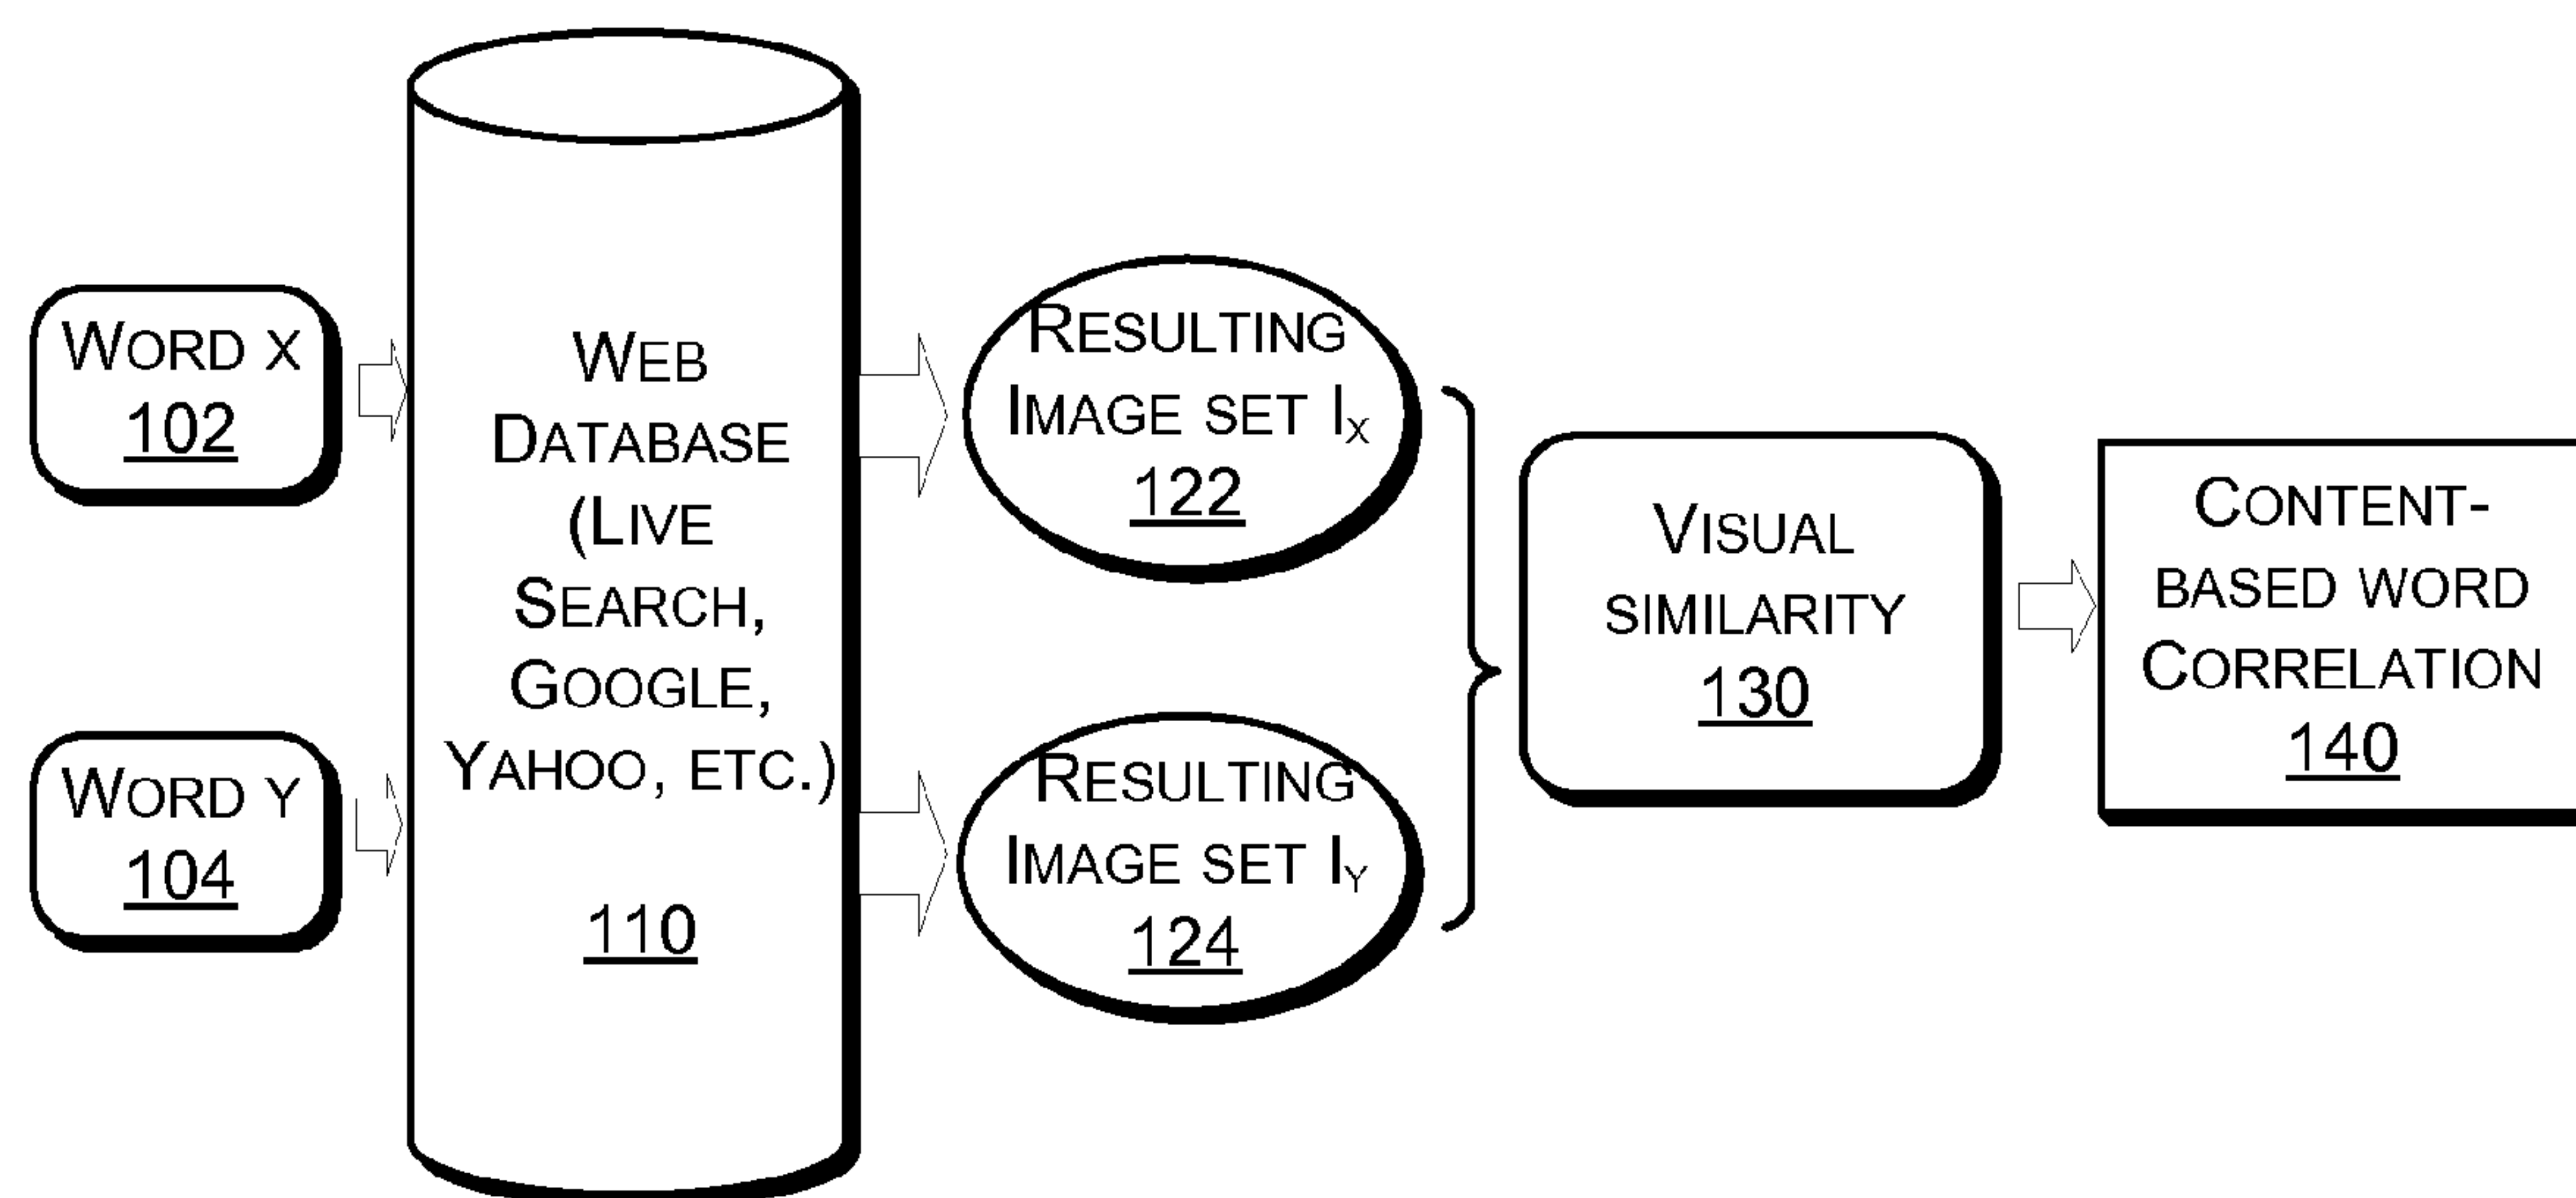 WORD X
102
WORD Y
104
WEB
DATABASE
(LIVE
SEARCH,
GOOGLE,
YAHOO, ETC.)
110
RESULTING
IMAGE SET IX
122
RESULTING
IMAGE SET IY
124
VISUAL
SIMILARITY
130
CONTENT-
BASED WORD
CORRELATION
140